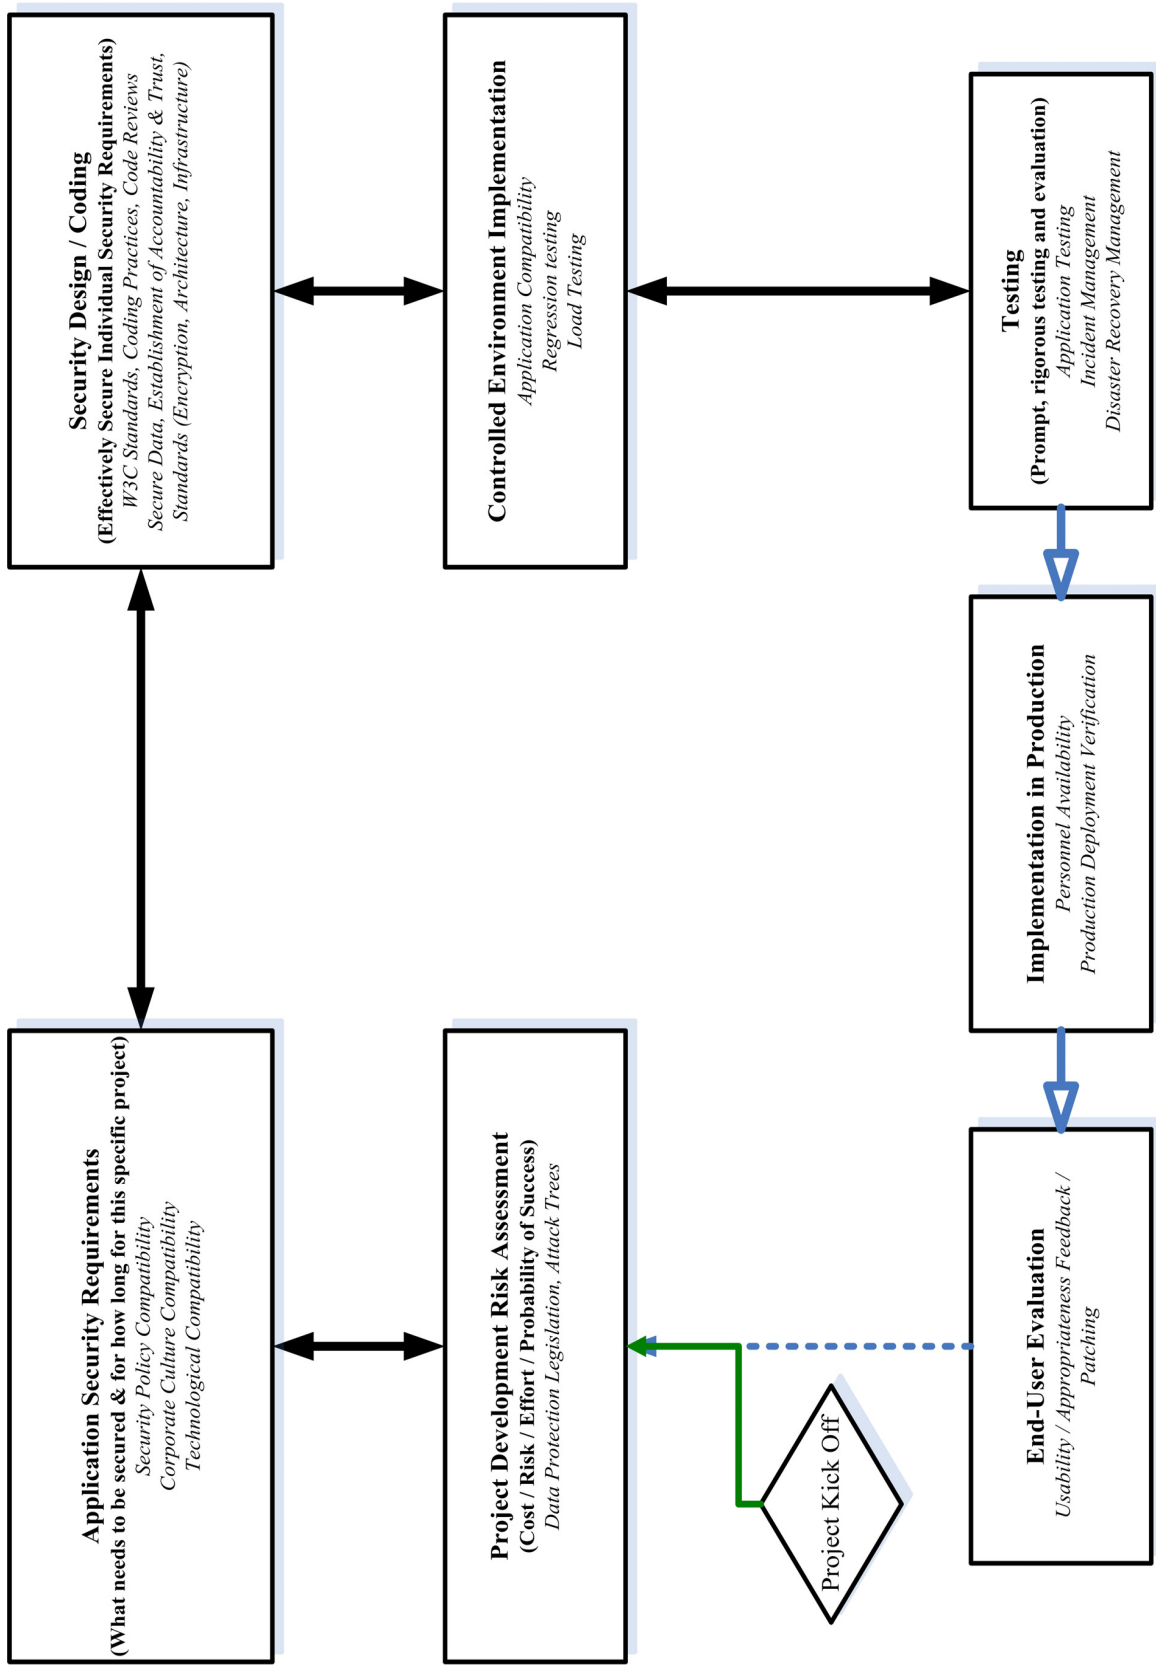 Application Security Requirements
(What needs to be secured & for how long for this specific project)
Security Policy Compatibility
Corporate Culture Compatibility
Technological Compatibility
Security Design / Coding
(Effectively Secure Individual Security Requirements)
W3C Standards, Coding Practices, Code Reviews
Secure Data, Establishment of Accountability & Trust,
Standards (Encryption, Architecture, Infrastructure)
Project Development Risk Assessment
(Cost / Risk / Effort / Probability of Success)
Data Protection Legislation, Attack Trees
Controlled Environment Implementation
Application Compatibility
Regression testing
Load Testing
Project Kick Off
End-User Evaluation
Usability / Appropriateness Feedback /
Patching
Implementation in Production
Personnel Availability
Production Deployment Verification
Testing
(Prompt, rigorous testing and evaluation)
Application Testing
Incident Management
Disaster Recovery Management